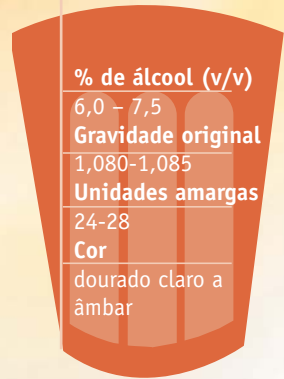 % de álcool (v/v)
6,0 – 7,5
Gravidade original
1,080-1,085
Unidades amargas
24-28
Cor
dourado claro a
âmbar